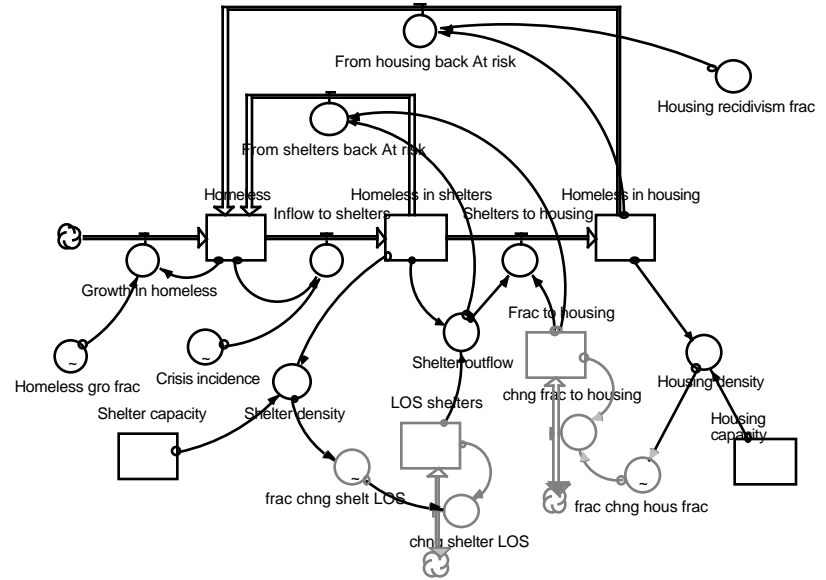 From housing back At risk
Housing recidivism frac
From shelters back At risk
Homeless
Homeless in shelters
Homeless in housing
Inflow to shelters
Shelters to housing
Growth in homeless
Frac to housing
Homeless gro frac
Crisis incidence
Shelter outflow
Housing density
chng frac to housing
Shelter capacity
Shelter density
LOS shelters
Housing
capacity
~
~
~
~
frac chng shelt LOS
frac chng hous frac
chng shelter LOS